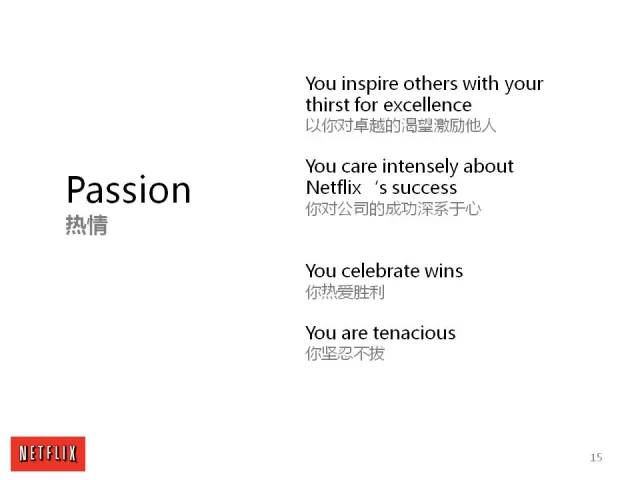 Passion
热情
You inspire others with your
thirst for excellence
以你对卓越的渴望激励他人
You care intensely about
Netflix‘s success
你对公司的成功深系于心
You celebrate wins
你热爱胜利
You are tenacious
你坚忍不拔
NETFLIX
15